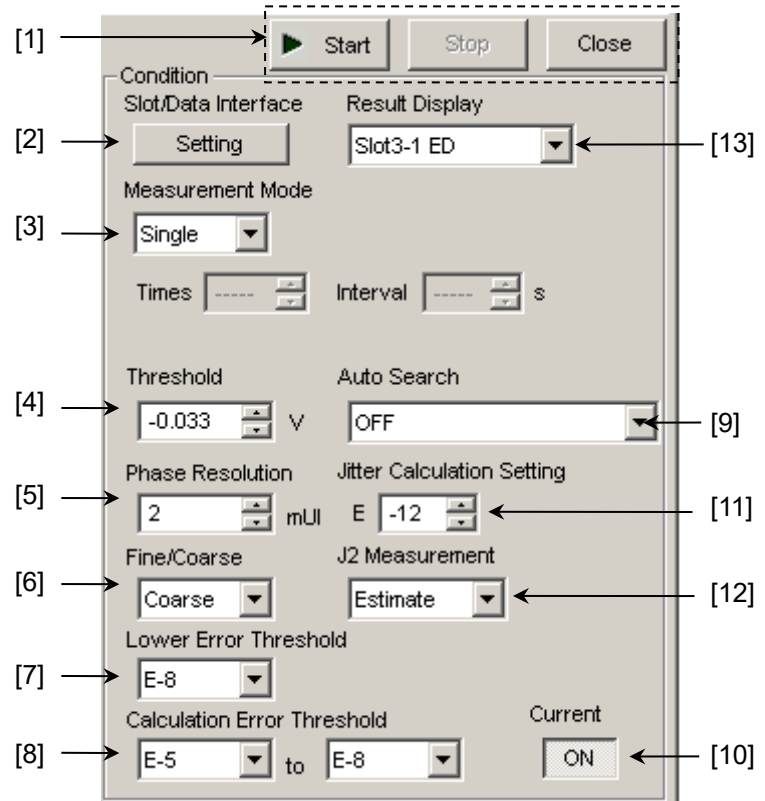 [1] Start Stop Close
Condition
Slot/Data Interface Result Display
[2] Setting Slot3-1 ED [13]
Measurement Mode
[3] Single
Times ----- Interval ----- s
Threshold Auto Search
[4] -0.033 V OFF [9]
Phase Resolution Jitter Calculation Setting
[5] 2 mUI E -12 [11]
Fine/Coarse J2 Measurement
[6] Coarse Estimate [12]
Lower Error Threshold
[7] E-8
Calculation Error Threshold Current
[8] E-5 to E-8 ON [10]